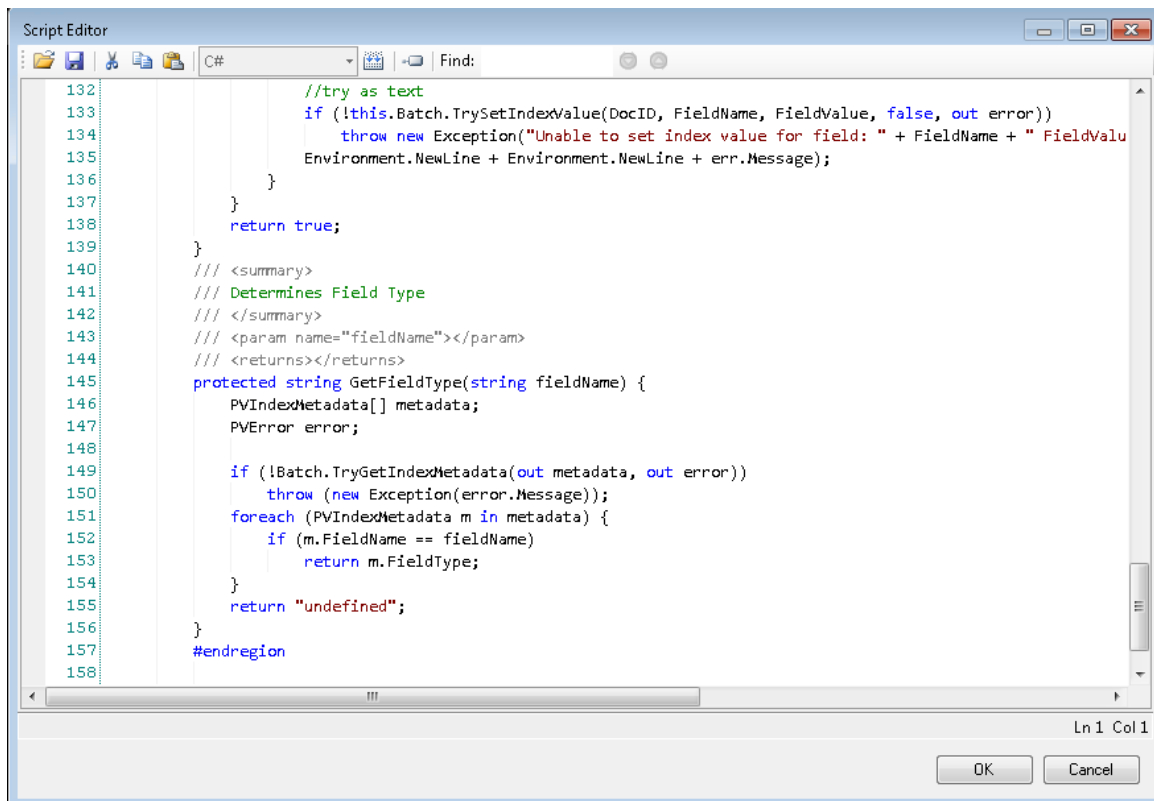 Script Editor
C# Find:
132 //try as text
133 if (!this.Batch.TrySetIndexValue(DocID, FieldName, FieldValue, false, out error))
134 throw new Exception("Unable to set index value for field: " + FieldName + " FieldValu
135 Environment.NewLine + Environment.NewLine + err.Message);
136 }
137 }
138 return true;
139 }
140 /// <summary>
141 /// Determines Field Type
142 /// </summary>
143 /// <param name="fieldName"></param>
144 /// <returns></returns>
145 protected string GetFieldType(string fieldName) {
146 PVIndexMetadata[] metadata;
147 PVError error;
148
149 if (!Batch.TryGetIndexMetadata(out metadata, out error))
150 throw (new Exception(error.Message));
151 foreach (PVIndexMetadata m in metadata) {
152 if (m.FieldName == fieldName)
153 return m.FieldType;
154 }
155 return "undefined";
156 }
157 #endregion
158
Ln 1 Col 1
OK Cancel